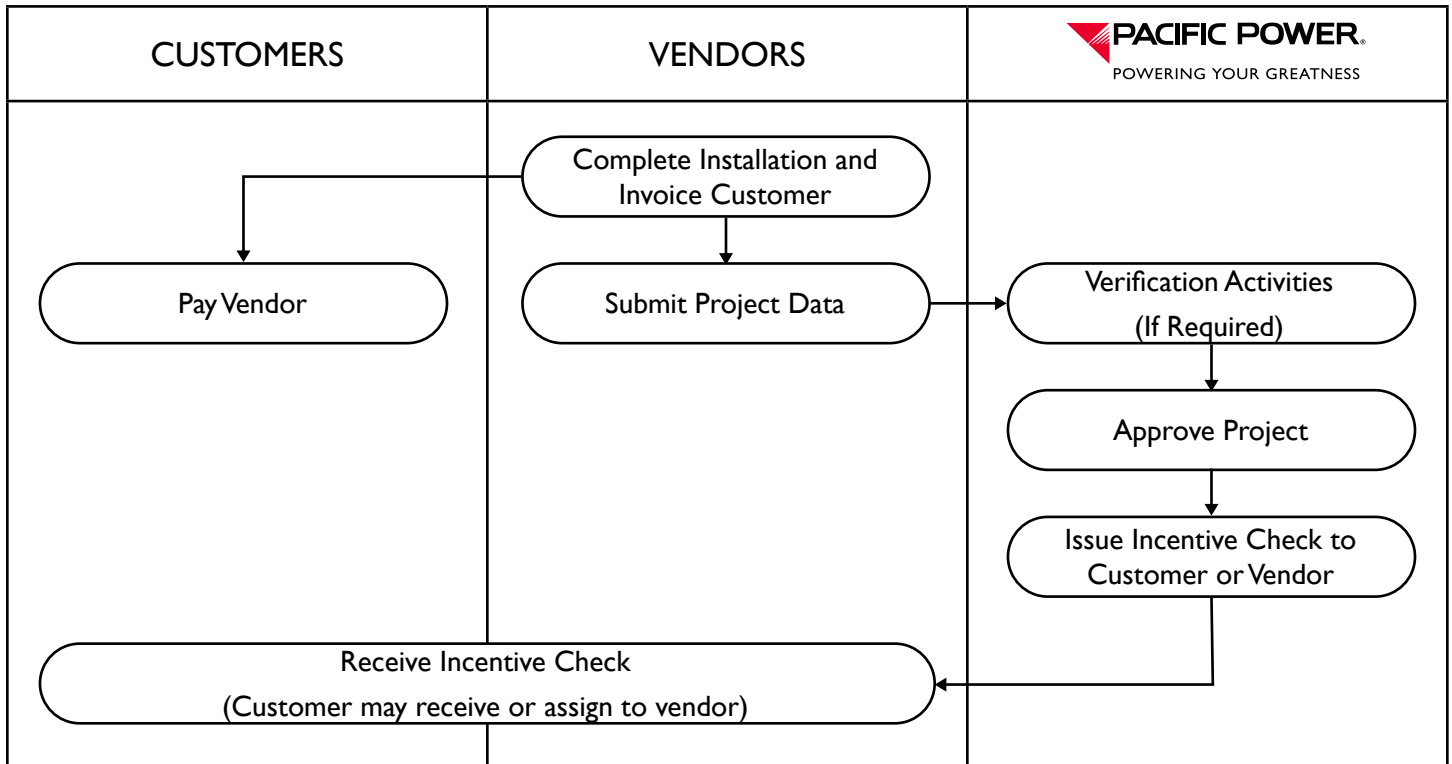 CUSTOMERS
VENDORS
PACIFIC POWER®
POWERING YOUR GREATNESS
Complete Installation and
Invoice Customer
Pay Vendor
Submit Project Data
Verification Activities
(If Required)
Approve Project
Issue Incentive Check to
Customer or Vendor
Receive Incentive Check
(Customer may receive or assign to vendor)